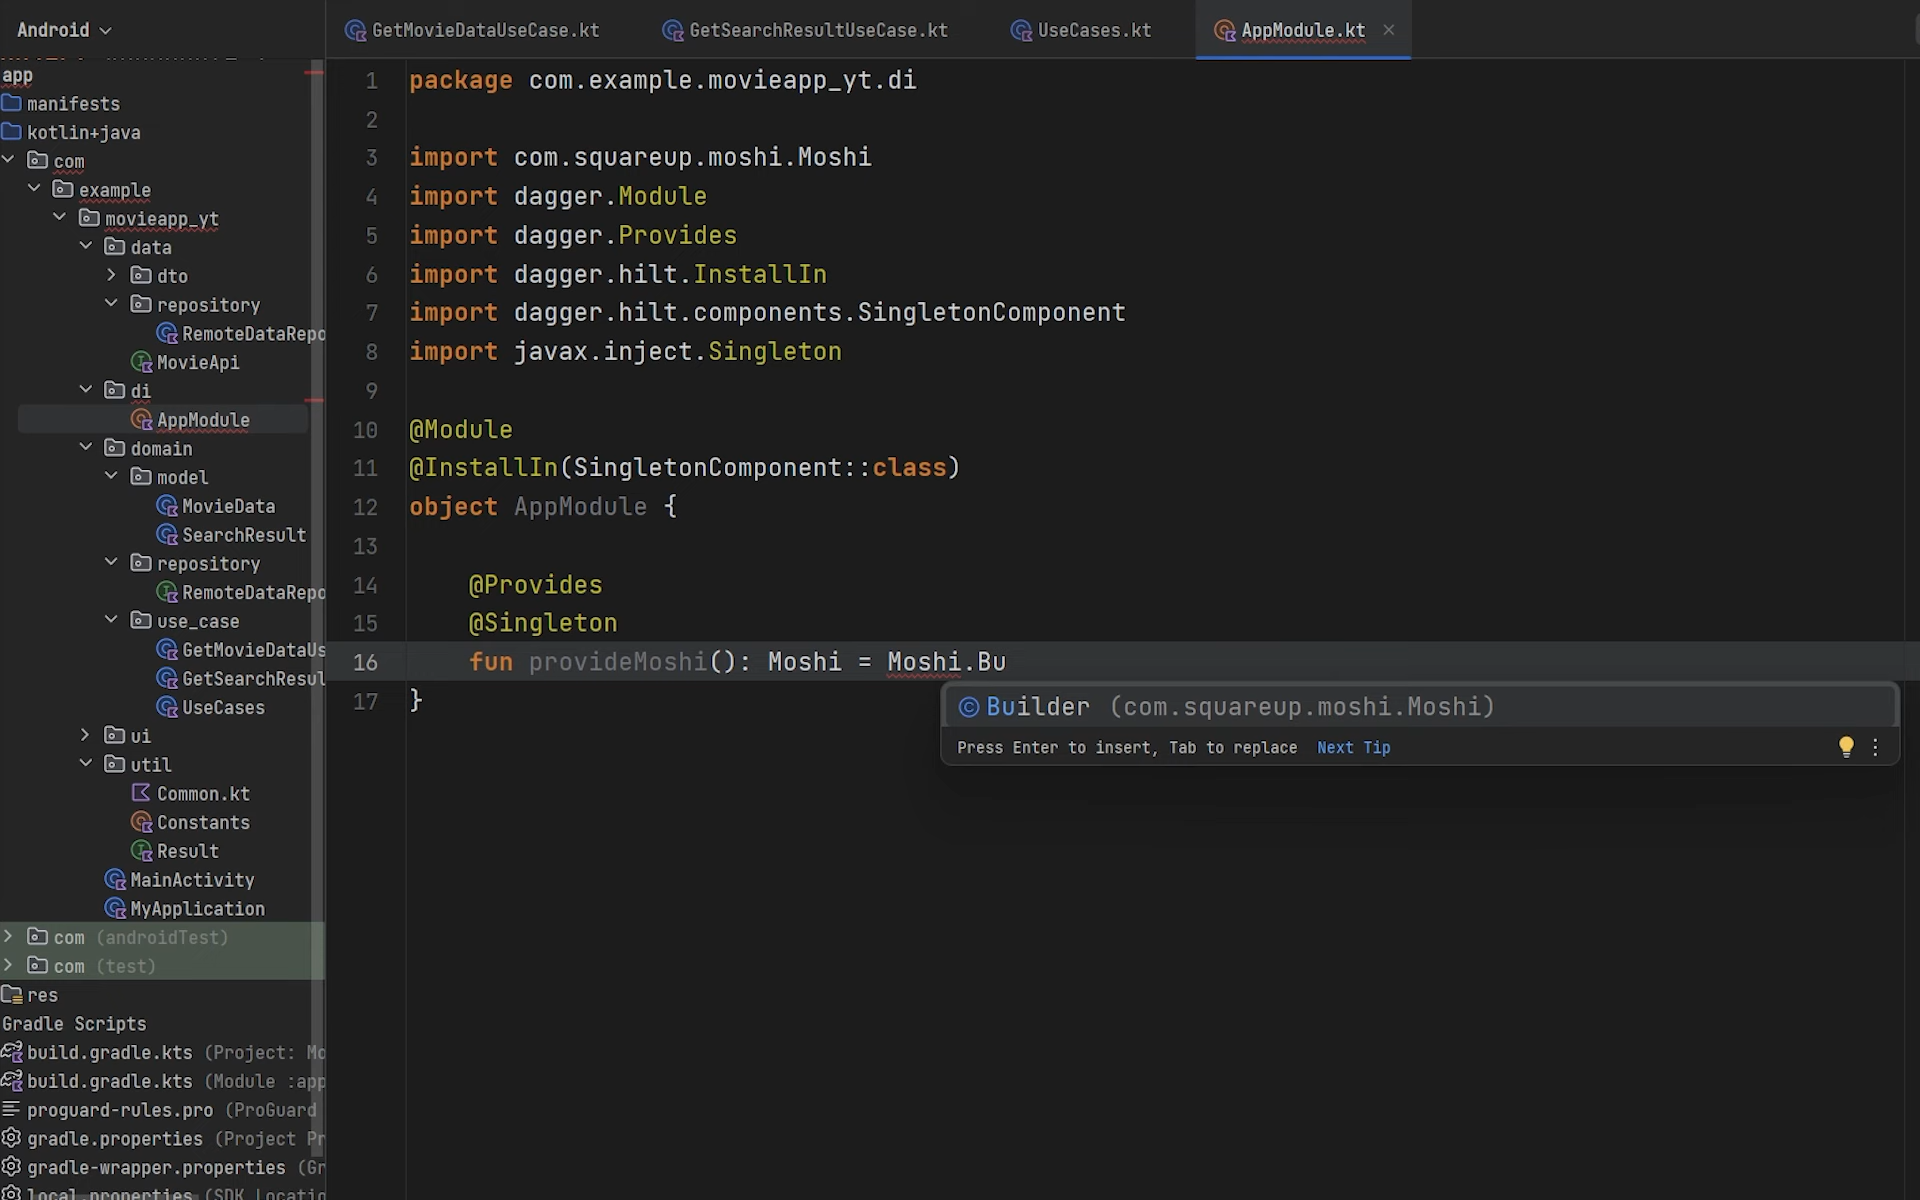 Android
GetMovieDataUseCase.kt
GetSearchResultUseCase.kt
UseCases.kt
AppModule.kt
app
manifests
kotlin+java
com
example
movieapp_yt
data
dto
repository
RemoteDataRepo
MovieApi
di
AppModule
domain
model
MovieData
SearchResult
repository
RemoteDataRepo
use_case
GetMovieDataUs
GetSearchResul
UseCases
ui
util
Common.kt
Constants
Result
MainActivity
MyApplication
com (androidTest)
com (test)
res
Gradle Scripts
build.gradle.kts (Project: Mo
build.gradle.kts (Module :app
proguard-rules.pro (ProGuard
gradle.properties (Project Pr
gradle-wrapper.properties (Gr
local.properties (SDK Locatio
1 package com.example.movieapp_yt.di
2
3 import com.squareup.moshi.Moshi
4 import dagger.Module
5 import dagger.Provides
6 import dagger.hilt.InstallIn
7 import dagger.hilt.components.SingletonComponent
8 import javax.inject.Singleton
9
10 @Module
11 @InstallIn(SingletonComponent::class)
12 object AppModule {
13
14 @Provides
15 @Singleton
16 fun provideMoshi(): Moshi = Moshi.Bu
17 }
Builder (com.squareup.moshi.Moshi)
Press Enter to insert, Tab to replace Next Tip